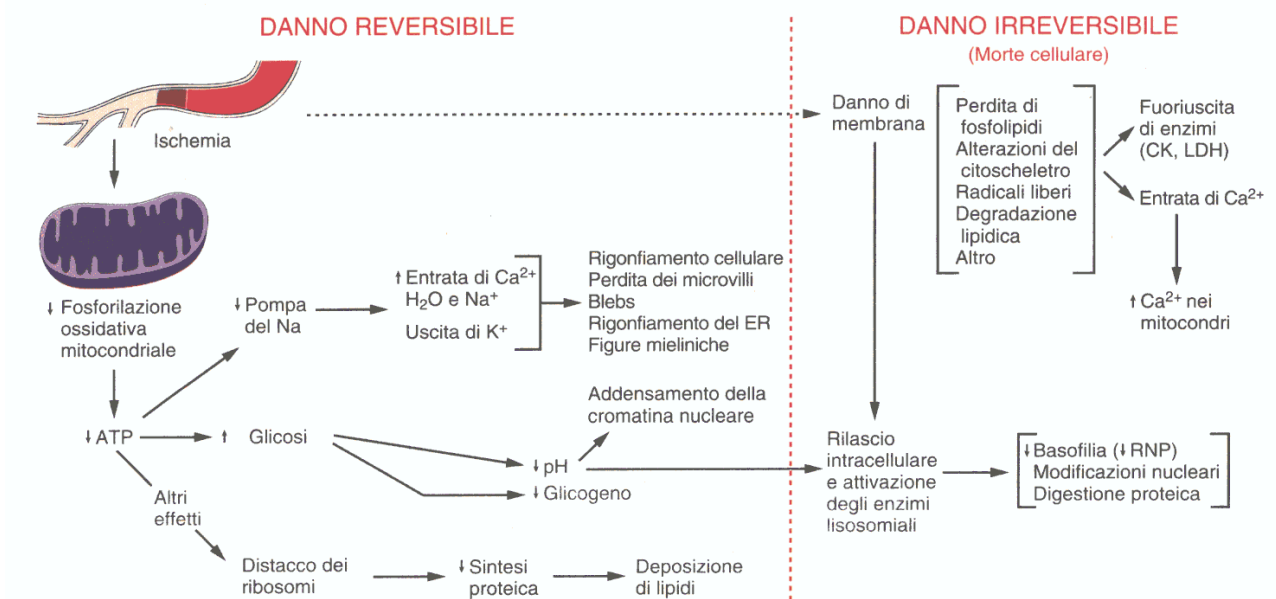 DANNO REVERSIBILE
Ischemia
↓ Fosforilazione
ossidativa
mitocondriale
↓ Pompa
del Na
↑ Entrata di Ca²⁺
H₂O e Na⁺
Uscita di K⁺
Rigonfiamento cellulare
Perdita dei microvilli
Blebs
Rigonfiamento del ER
Figure mieliniche
↓ ATP
↑ Glicosi
Addensamento della
cromatina nucleare
↓ pH
↓ Glicogeno
Altri
effetti
Distacco dei
ribosomi
↓ Sintesi
proteica
Deposizione
di lipidi
DANNO IRREVERSIBILE
(Morte cellulare)
Danno di
membrana
Perdita di
fosfolipidi
Alterazioni del
citoscheletro
Radicali liberi
Degradazione
lipidica
Altro
Fuoriuscita
di enzimi
(CK, LDH)
Entrata di Ca²⁺
↑ Ca²⁺ nei
mitocondri
Rilascio
intracellulare
e attivazione
degli enzimi
lisosomiali
↓ Basofilia (↓ RNP)
Modificazioni nucleari
Digestione proteica